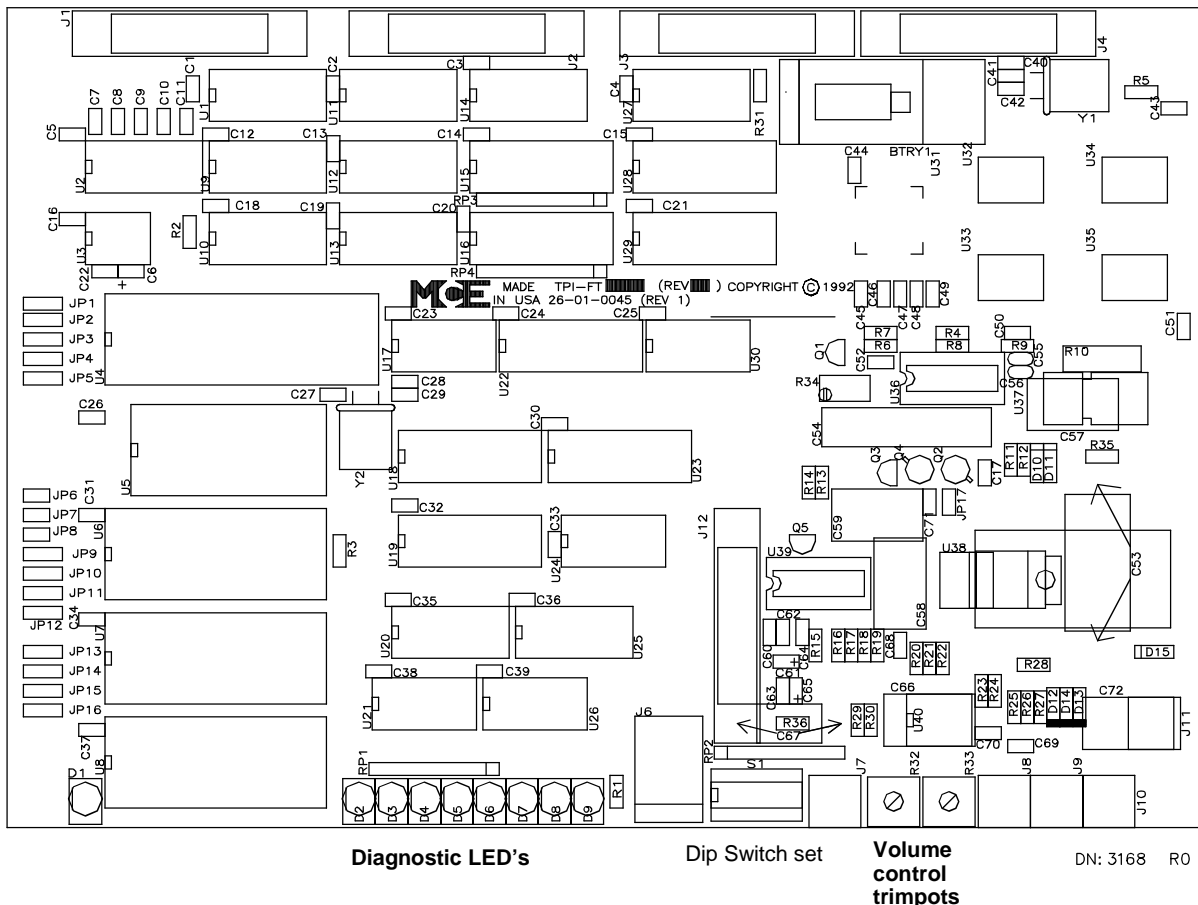 J1
J2
J3
J4
C1
C2
C3
C4
C41
C40
C42
R5
C43
Y1
C7
C8
C9
C10
C11
U1
U11
U14
U27
R31
BTRY1
C5
C12
C13
C14
C15
C44
U31
U32
U34
U2
U9
U12
U15
U28
RP3
C16
R2
C18
C19
C20
C21
U3
U10
U13
U16
U29
U33
U35
C22
+
C6
RP4
MCE MADE TPI-FT (REV ) COPYRIGHT © 1992
IN USA 26-01-0045 (REV 1)
C45
C46
C47
C48
C49
C51
JP1
JP2
JP3
JP4
JP5
U4
C23
C24
C25
U17
U22
U30
Q1
R7
R6
R4
R8
C50
R9
C55
R10
C52
C28
C29
C27
R34
U36
C56
U37
C26
C30
C54
C57
Y2
U5
U18
U23
Q3
Q4
Q2
C17
R11
R12
D10
D11
R35
R14
R13
JP6
JP7
JP8
JP9
JP10
JP11
JP12
C31
U6
R3
C32
C33
U19
U24
J12
C59
C71
JP17
Q5
U39
U38
C53
C58
C34
U7
C35
C36
U20
U25
C62
C60
C64
+
C61
R15
R16
R17
R18
R19
C68
R20
R21
R22
R28
D15
JP13
JP14
JP15
JP16
C38
C39
U21
U26
J6
C63
+
C65
R36
C67
R29
R30
C66
U40
R23
R24
C70
R25
R26
R27
C69
D12
D14
D13
C72
J11
C37
U8
D1
RP1
RP2
S1
D2
D3
D4
D5
D6
D7
D8
D9
R1
J7
R32
R33
J8
J9
J10
Diagnostic LED's
Dip Switch set
Volume
control
trimpots
DN: 3168 R0